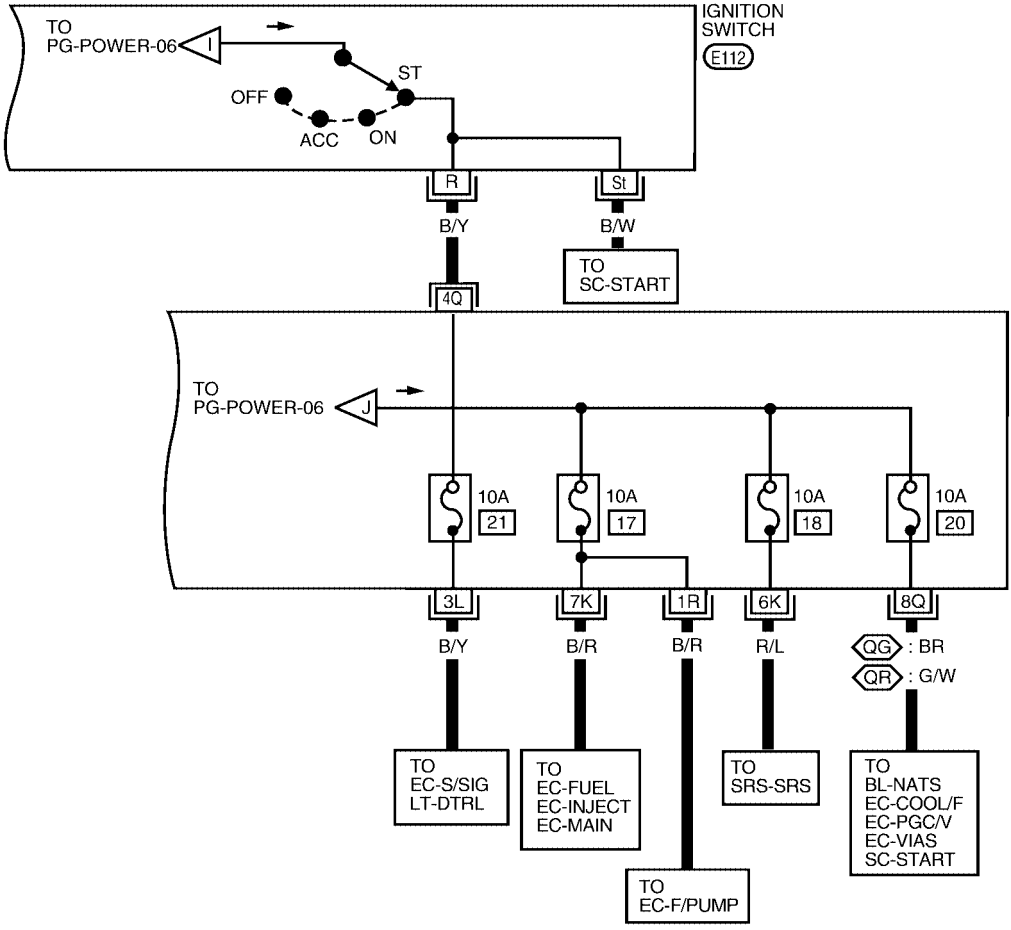 TO
PG-POWER-06
I
IGNITION
SWITCH
E112
ST
OFF
ACC
ON
R
St
B/Y
B/W
TO
SC-START
4Q
TO
PG-POWER-06
J
10A
21
10A
17
10A
18
10A
20
3L
7K
1R
6K
8Q
B/Y
B/R
B/R
R/L
QG : BR
QR : G/W
TO
EC-S/SIG
LT-DTRL
TO
EC-FUEL
EC-INJECT
EC-MAIN
TO
EC-F/PUMP
TO
SRS-SRS
TO
BL-NATS
EC-COOL/F
EC-PGC/V
EC-VIAS
SC-START